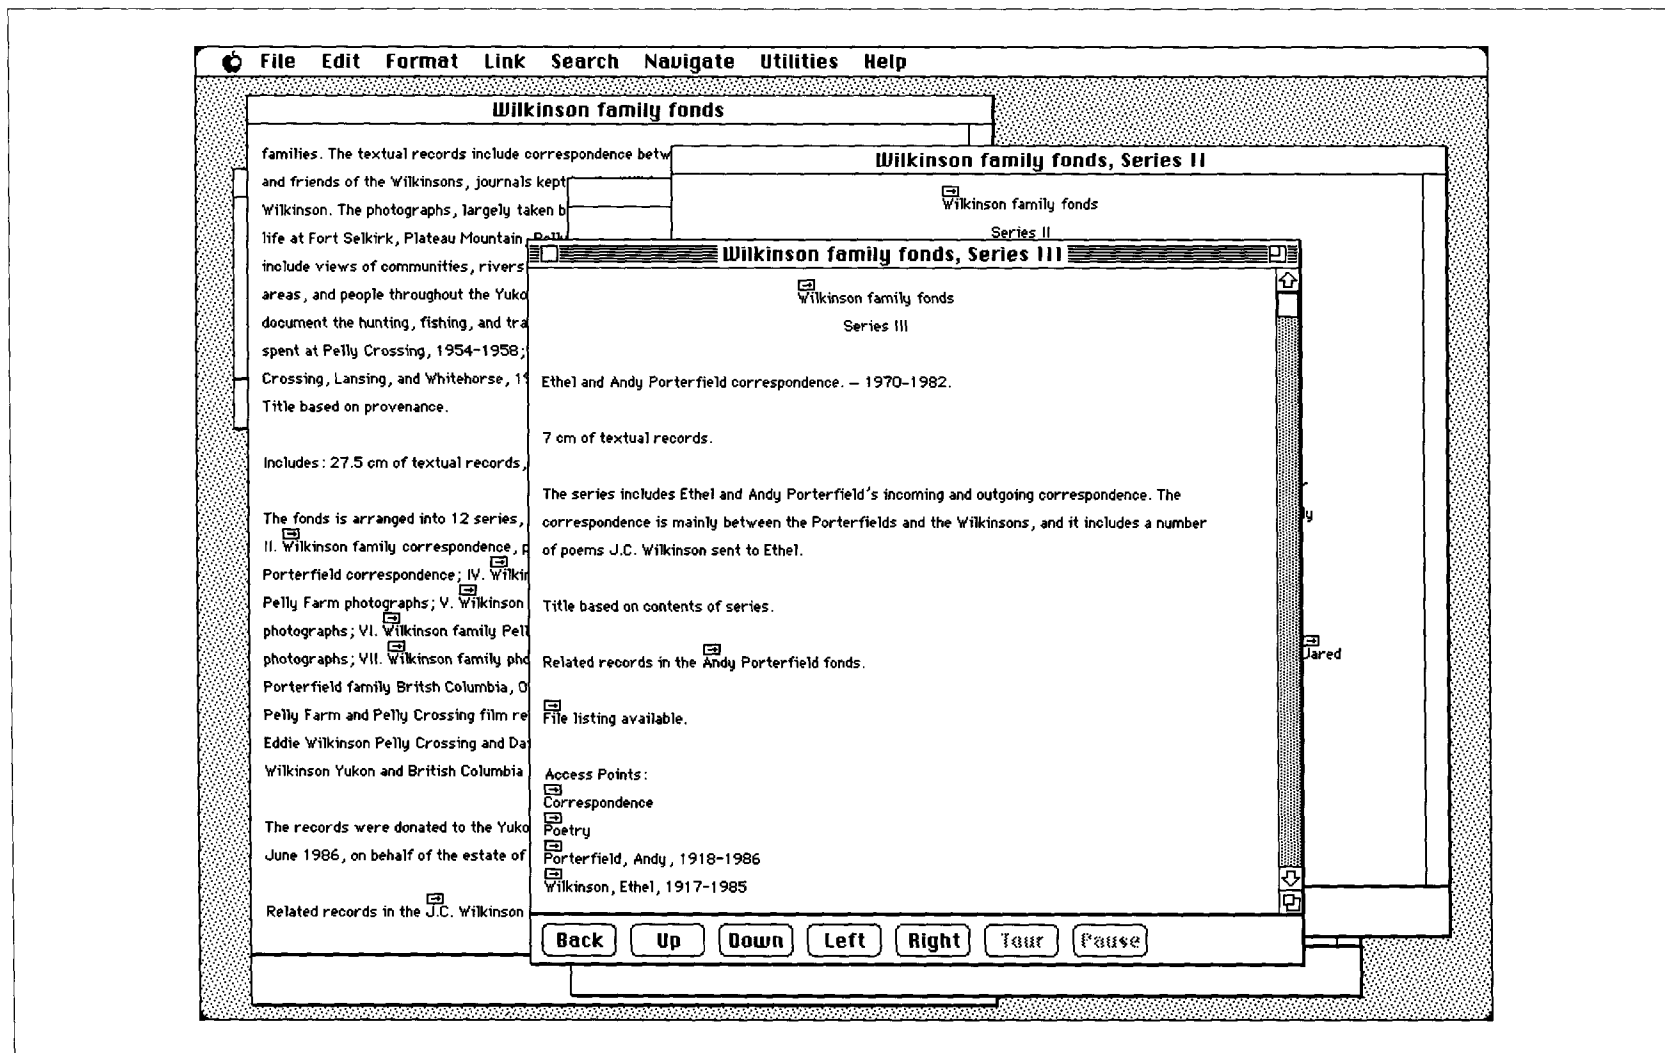 File Edit Format Link Search Navigate Utilities Help
Wilkinson family fonds
families. The textual records include correspondence
and friends of the Wilkinsons, journals kept
Wilkinson. The photographs, largely taken
life at Fort Selkirk, Plateau Mountain,
include views of communities, rivers
areas, and people throughout the
document the hunting, fishing, and
spent at Pelly Crossing, 1954-1958;
Crossing, Lansing, and Whitehorse,
Title based on provenance.
Includes: 27.5 cm of textual records,
The fonds is arranged into 12 series,
II. Wilkinson family correspondence,
Porterfield correspondence; IV.
Pelly Farm photographs; V. Wilkinson
photographs; VI. Wilkinson family
photographs; VII. Wilkinson family
Porterfield family Britsh Columbia,
Pelly Farm and Pelly Crossing film
Eddie Wilkinson Pelly Crossing and
Wilkinson Yukon and British Columbia
The records were donated to the
June 1986, on behalf of the estate of
Related records in the J.C. Wilkinson
Wilkinson family fonds, Series II
Wilkinson family fonds
Series II
Jared
Wilkinson family fonds, Series III
Wilkinson family fonds
Series III
Ethel and Andy Porterfield correspondence. – 1970-1982.
7 cm of textual records.
The series includes Ethel and Andy Porterfield's incoming and outgoing correspondence. The
correspondence is mainly between the Porterfields and the Wilkinsons, and it includes a number
of poems J.C. Wilkinson sent to Ethel.
Title based on contents of series.
Related records in the Andy Porterfield fonds.
File listing available.
Access Points:
Correspondence
Poetry
Porterfield, Andy, 1918-1986
Wilkinson, Ethel, 1917-1985
Back Up Down Left Right Tour Pause